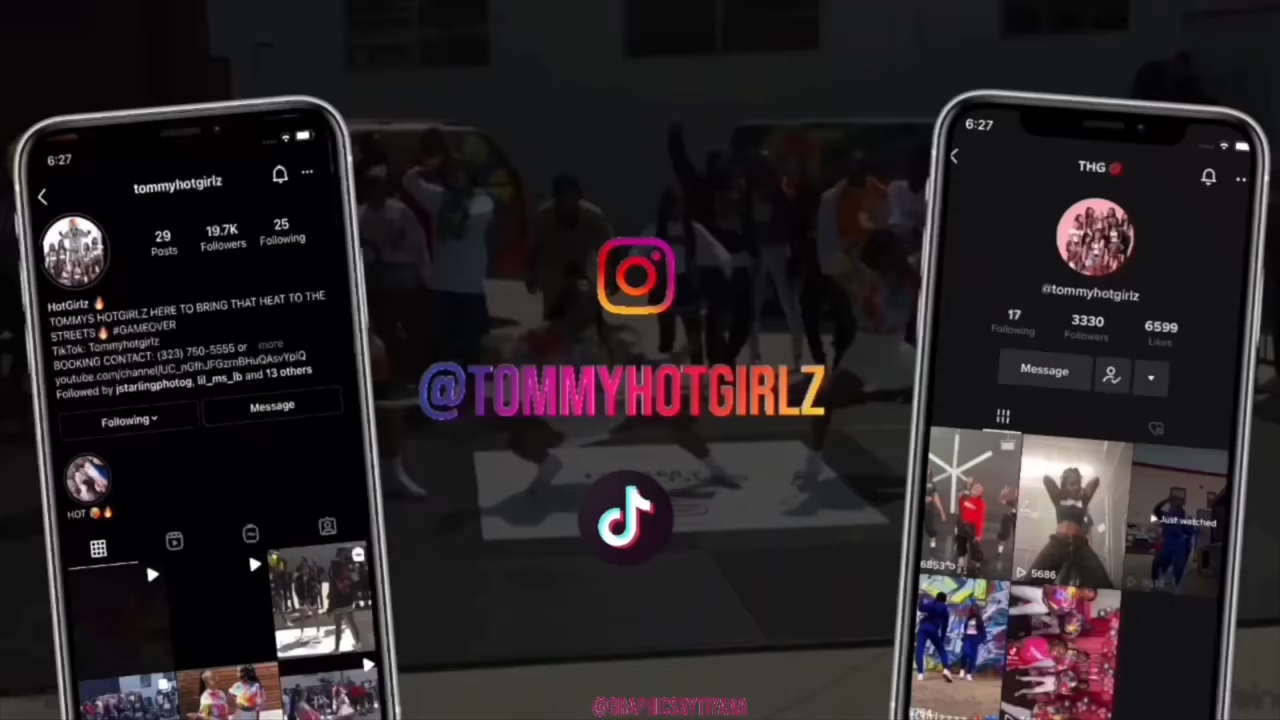 6:27
tommyhotgirlz
29 19.7K 25
Posts Followers Following
HotGirlz 🔥
TOMMYS HOTGIRLZ HERE TO BRING THAT HEAT TO THE
STREETS🔥 #GAMEOVER
TikTok: Tommyhotgirlz
BOOKING CONTACT: (323) 750-5555 or more
Followed by jstarlingphotog, lil_ms_lb and 13 others
Following Message
HOT 🥵🔥
@TOMMYHOTGIRLZ
6:27
THG💋
@tommyhotgirlz
17 3330 6599
Following Followers Likes
Message
Just watched
6853
5686